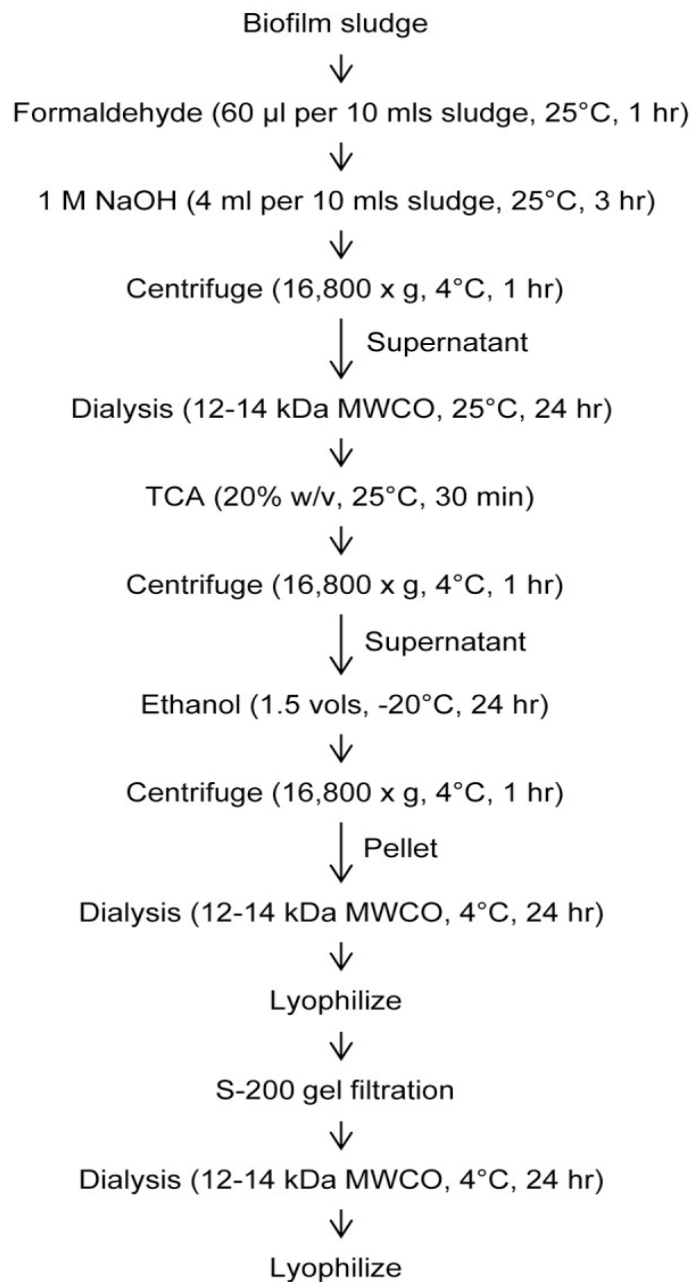 Biofilm sludge
Formaldehyde (60 µl per 10 mls sludge, 25°C, 1 hr)
1 M NaOH (4 ml per 10 mls sludge, 25°C, 3 hr)
Centrifuge (16,800 x g, 4°C, 1 hr)
Supernatant
Dialysis (12-14 kDa MWCO, 25°C, 24 hr)
TCA (20% w/v, 25°C, 30 min)
Centrifuge (16,800 x g, 4°C, 1 hr)
Supernatant
Ethanol (1.5 vols, -20°C, 24 hr)
Centrifuge (16,800 x g, 4°C, 1 hr)
Pellet
Dialysis (12-14 kDa MWCO, 4°C, 24 hr)
Lyophilize
S-200 gel filtration
Dialysis (12-14 kDa MWCO, 4°C, 24 hr)
Lyophilize